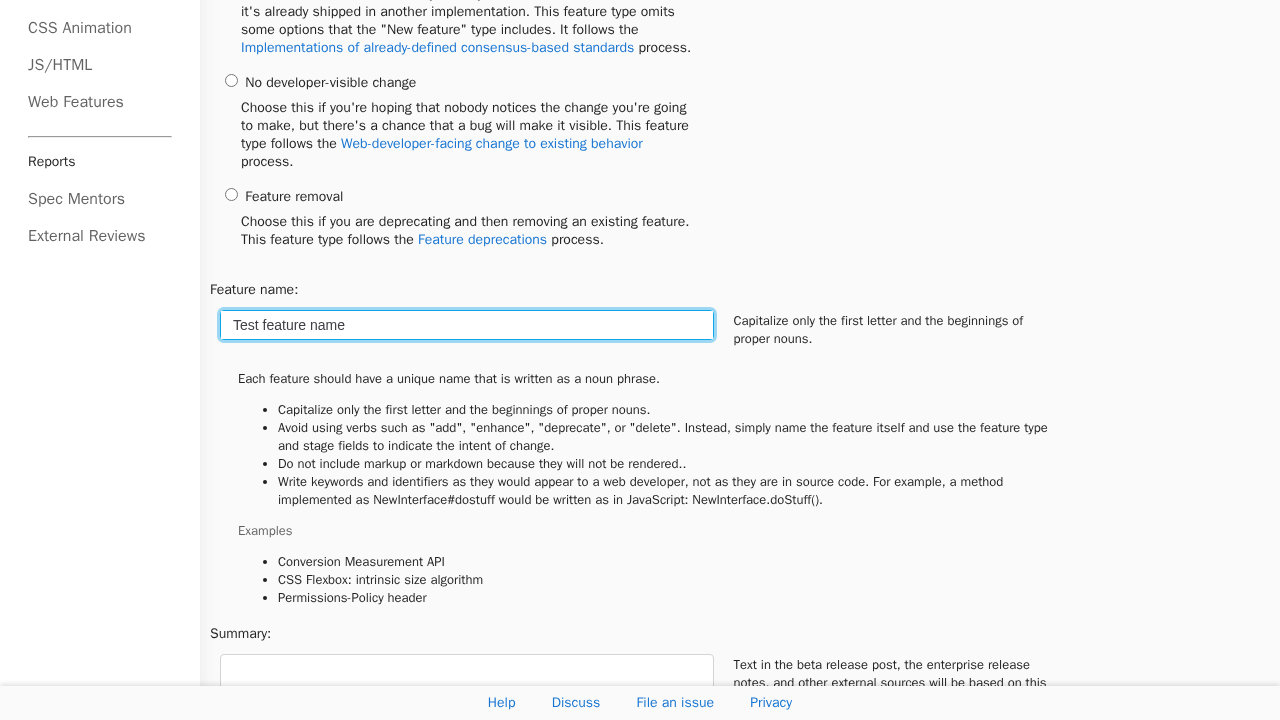 CSS Animation
JS/HTML
Web Features
Reports
Spec Mentors
External Reviews
it's already shipped in another implementation. This feature type omits
some options that the "New feature" type includes. It follows the
Implementations of already-defined consensus-based standards process.
No developer-visible change
Choose this if you're hoping that nobody notices the change you're going
to make, but there's a chance that a bug will make it visible. This feature
type follows the Web-developer-facing change to existing behavior
process.
Feature removal
Choose this if you are deprecating and then removing an existing feature.
This feature type follows the Feature deprecations process.
Feature name:
Test feature name
Capitalize only the first letter and the beginnings of
proper nouns.
Each feature should have a unique name that is written as a noun phrase.
• Capitalize only the first letter and the beginnings of proper nouns.
• Avoid using verbs such as "add", "enhance", "deprecate", or "delete". Instead, simply name the feature itself and use the feature type
and stage fields to indicate the intent of change.
• Do not include markup or markdown because they will not be rendered..
• Write keywords and identifiers as they would appear to a web developer, not as they are in source code. For example, a method
implemented as NewInterface#dostuff would be written as in JavaScript: NewInterface.doStuff().
Examples
• Conversion Measurement API
• CSS Flexbox: intrinsic size algorithm
• Permissions-Policy header
Summary:
Text in the beta release post, the enterprise release
notes, and other external sources will be based on this
Help Discuss File an issue Privacy